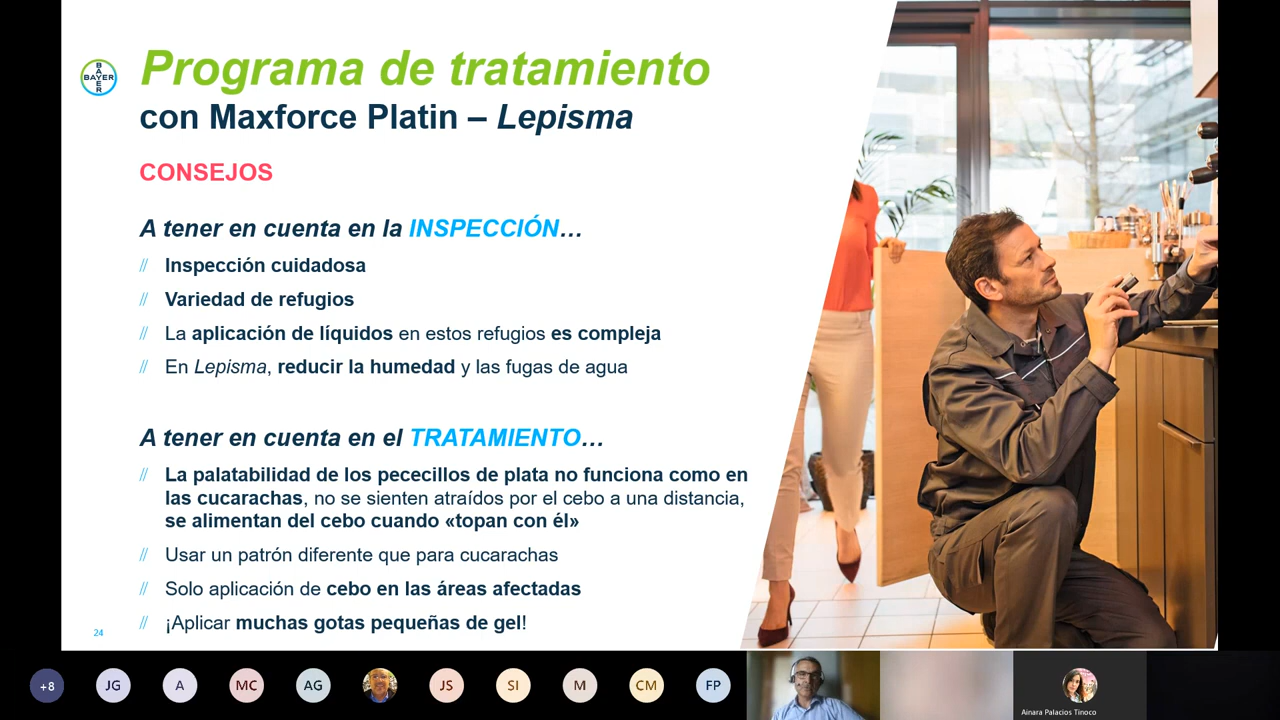 Programa de tratamiento
BAYER
BAYER
con Maxforce Platin – Lepisma
CONSEJOS
A tener en cuenta en la INSPECCIÓN…
// Inspección cuidadosa
// Variedad de refugios
// La aplicación de líquidos en estos refugios es compleja
// En Lepisma, reducir la humedad y las fugas de agua
A tener en cuenta en el TRATAMIENTO…
// La palatabilidad de los pececillos de plata no funciona como en
las cucarachas, no se sienten atraídos por el cebo a una distancia,
se alimentan del cebo cuando «topan con él»
// Usar un patrón diferente que para cucarachas
// Solo aplicación de cebo en las áreas afectadas
// ¡Aplicar muchas gotas pequeñas de gel!
24
+8 JG A MC AG JS SI M CM FP
Ainara Palacios Tinoco